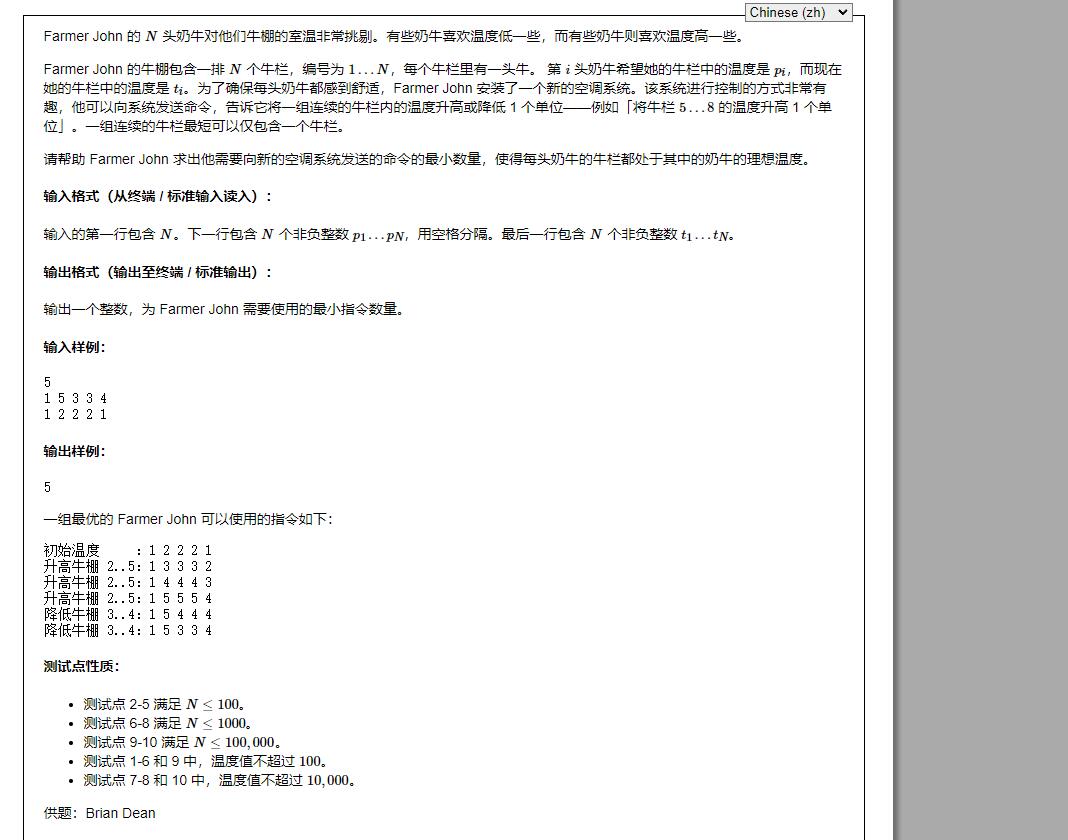 Chinese (zh)
Farmer John 的 N 头奶牛对他们牛棚的室温非常挑剔。有些奶牛喜欢温度低一些，而有些奶牛则喜欢温度高一些。
Farmer John 的牛棚包含一排 N 个牛栏，编号为 1…N，每个牛栏里有一头牛。 第 i 头奶牛希望她的牛栏中的温度是 pi，而现在
她的牛栏中的温度是 ti。为了确保每头奶牛都感到舒适，Farmer John 安装了一个新的空调系统。该系统进行控制的方式非常有
趣，他可以向系统发送命令，告诉它将一组连续的牛栏内的温度升高或降低 1 个单位——例如「将牛栏 5…8 的温度升高 1 个单
位」。一组连续的牛栏最短可以仅包含一个牛栏。
请帮助 Farmer John 求出他需要向新的空调系统发送的命令的最小数量，使得每头奶牛的牛栏都处于其中的奶牛的理想温度。
输入格式（从终端 / 标准输入读入）：
输入的第一行包含 N。下一行包含 N 个非负整数 p1…pN，用空格分隔。最后一行包含 N 个非负整数 t1…tN。
输出格式（输出至终端 / 标准输出）：
输出一个整数，为 Farmer John 需要使用的最小指令数量。
输入样例：
5
1 5 3 3 4
1 2 2 2 1
输出样例：
5
一组最优的 Farmer John 可以使用的指令如下：
初始温度 : 1 2 2 2 1
升高牛棚 2..5: 1 3 3 3 2
升高牛棚 2..5: 1 4 4 4 3
升高牛棚 2..5: 1 5 5 5 4
降低牛棚 3..4: 1 5 4 4 4
降低牛棚 3..4: 1 5 3 3 4
测试点性质：
• 测试点 2-5 满足 N ≤ 100。
• 测试点 6-8 满足 N ≤ 1000。
• 测试点 9-10 满足 N ≤ 100,000。
• 测试点 1-6 和 9 中，温度值不超过 100。
• 测试点 7-8 和 10 中，温度值不超过 10,000。
供题：Brian Dean